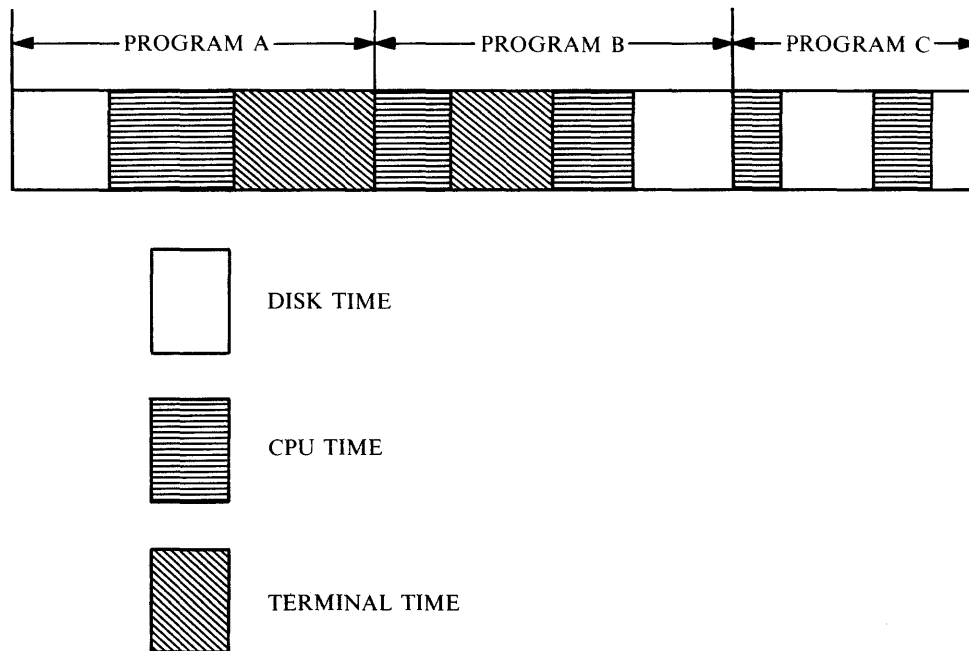 PROGRAM A PROGRAM B PROGRAM C
DISK TIME
CPU TIME
TERMINAL TIME